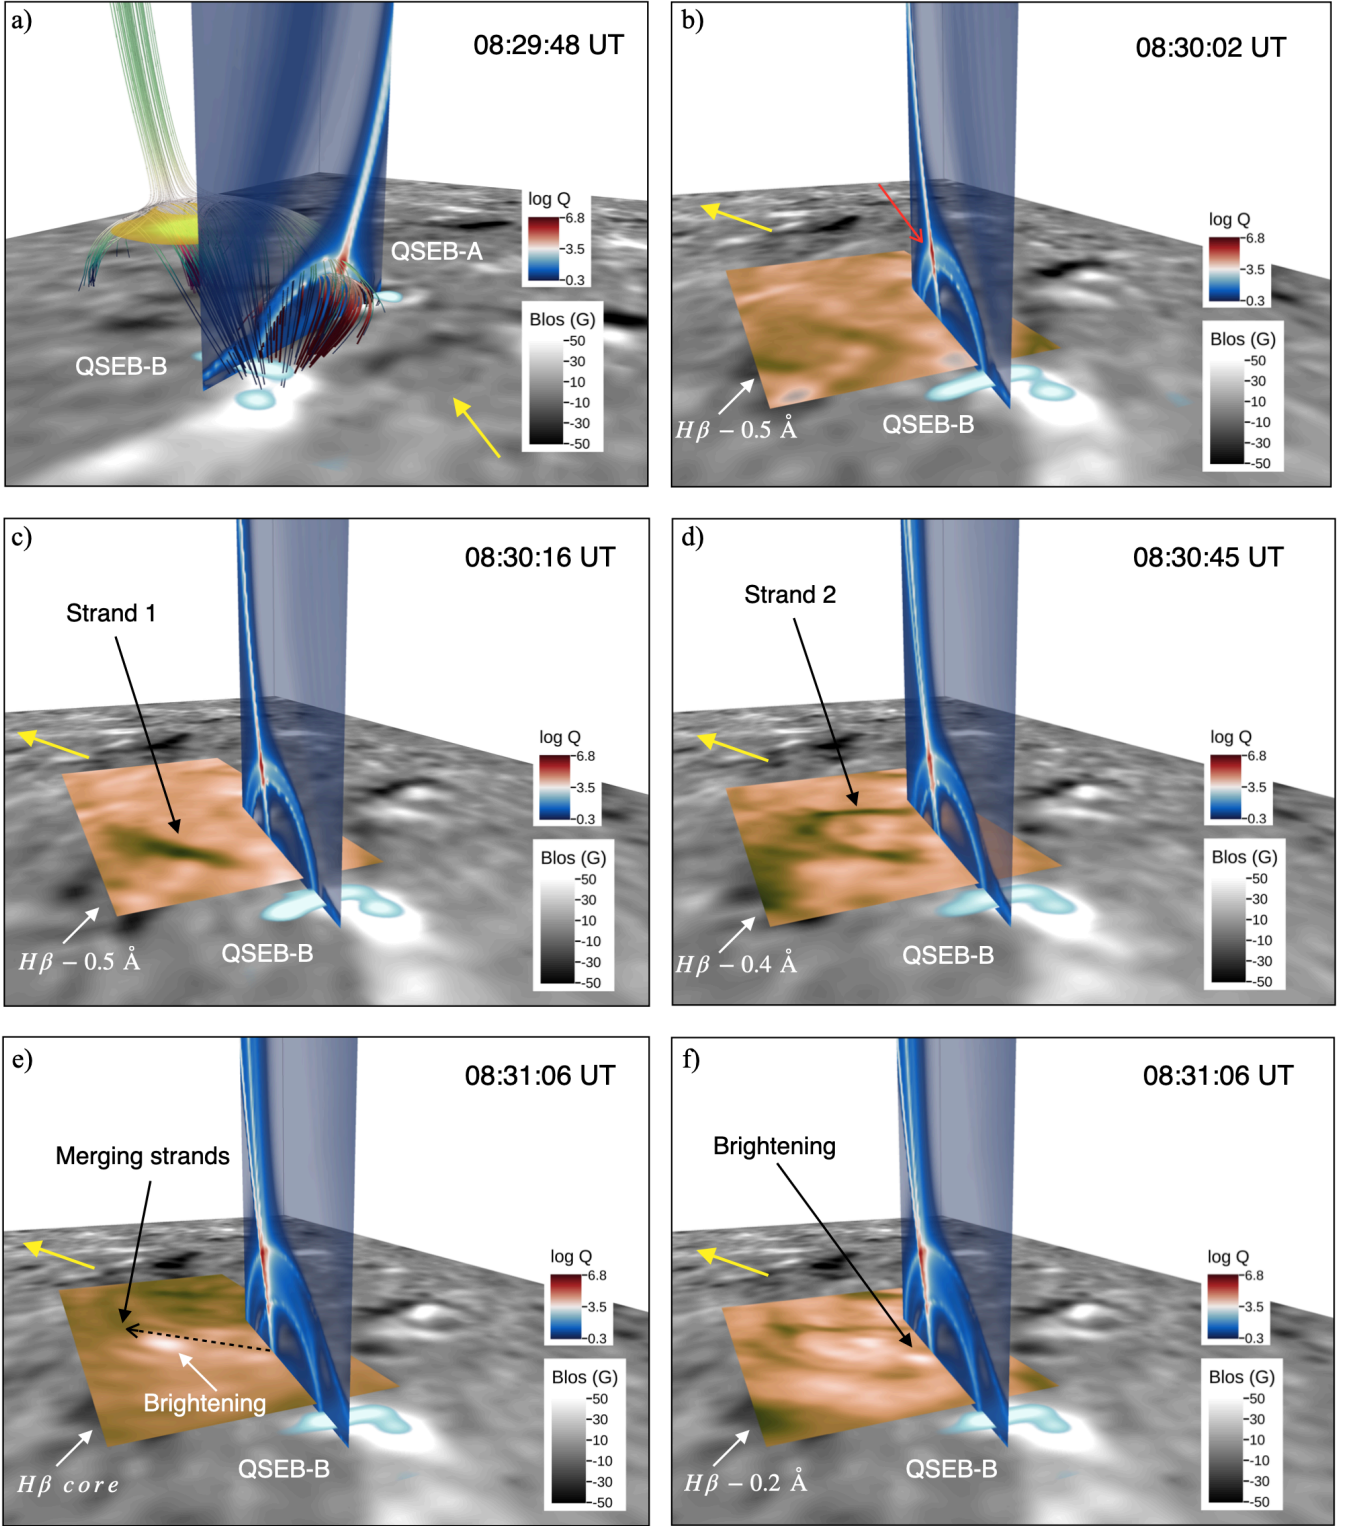 a)
08:29:48 UT
log Q
6.8
3.5
0.3
QSEB-A
Blos (G)
50
30
10
-10
-30
-50
QSEB-B
b)
08:30:02 UT
log Q
6.8
3.5
0.3
Blos (G)
50
30
10
-10
-30
-50
Hβ − 0.5 Å
QSEB-B
c)
08:30:16 UT
Strand 1
log Q
6.8
3.5
0.3
Blos (G)
50
30
10
-10
-30
-50
QSEB-B
Hβ − 0.5 Å
d)
08:30:45 UT
Strand 2
log Q
6.8
3.5
0.3
Blos (G)
50
30
10
-10
-30
-50
QSEB-B
Hβ − 0.4 Å
e)
08:31:06 UT
Merging strands
log Q
6.8
3.5
0.3
Blos (G)
50
30
10
-10
-30
-50
Brightening
QSEB-B
Hβ core
f)
08:31:06 UT
Brightening
log Q
6.8
3.5
0.3
Blos (G)
50
30
10
-10
-30
-50
QSEB-B
Hβ − 0.2 Å